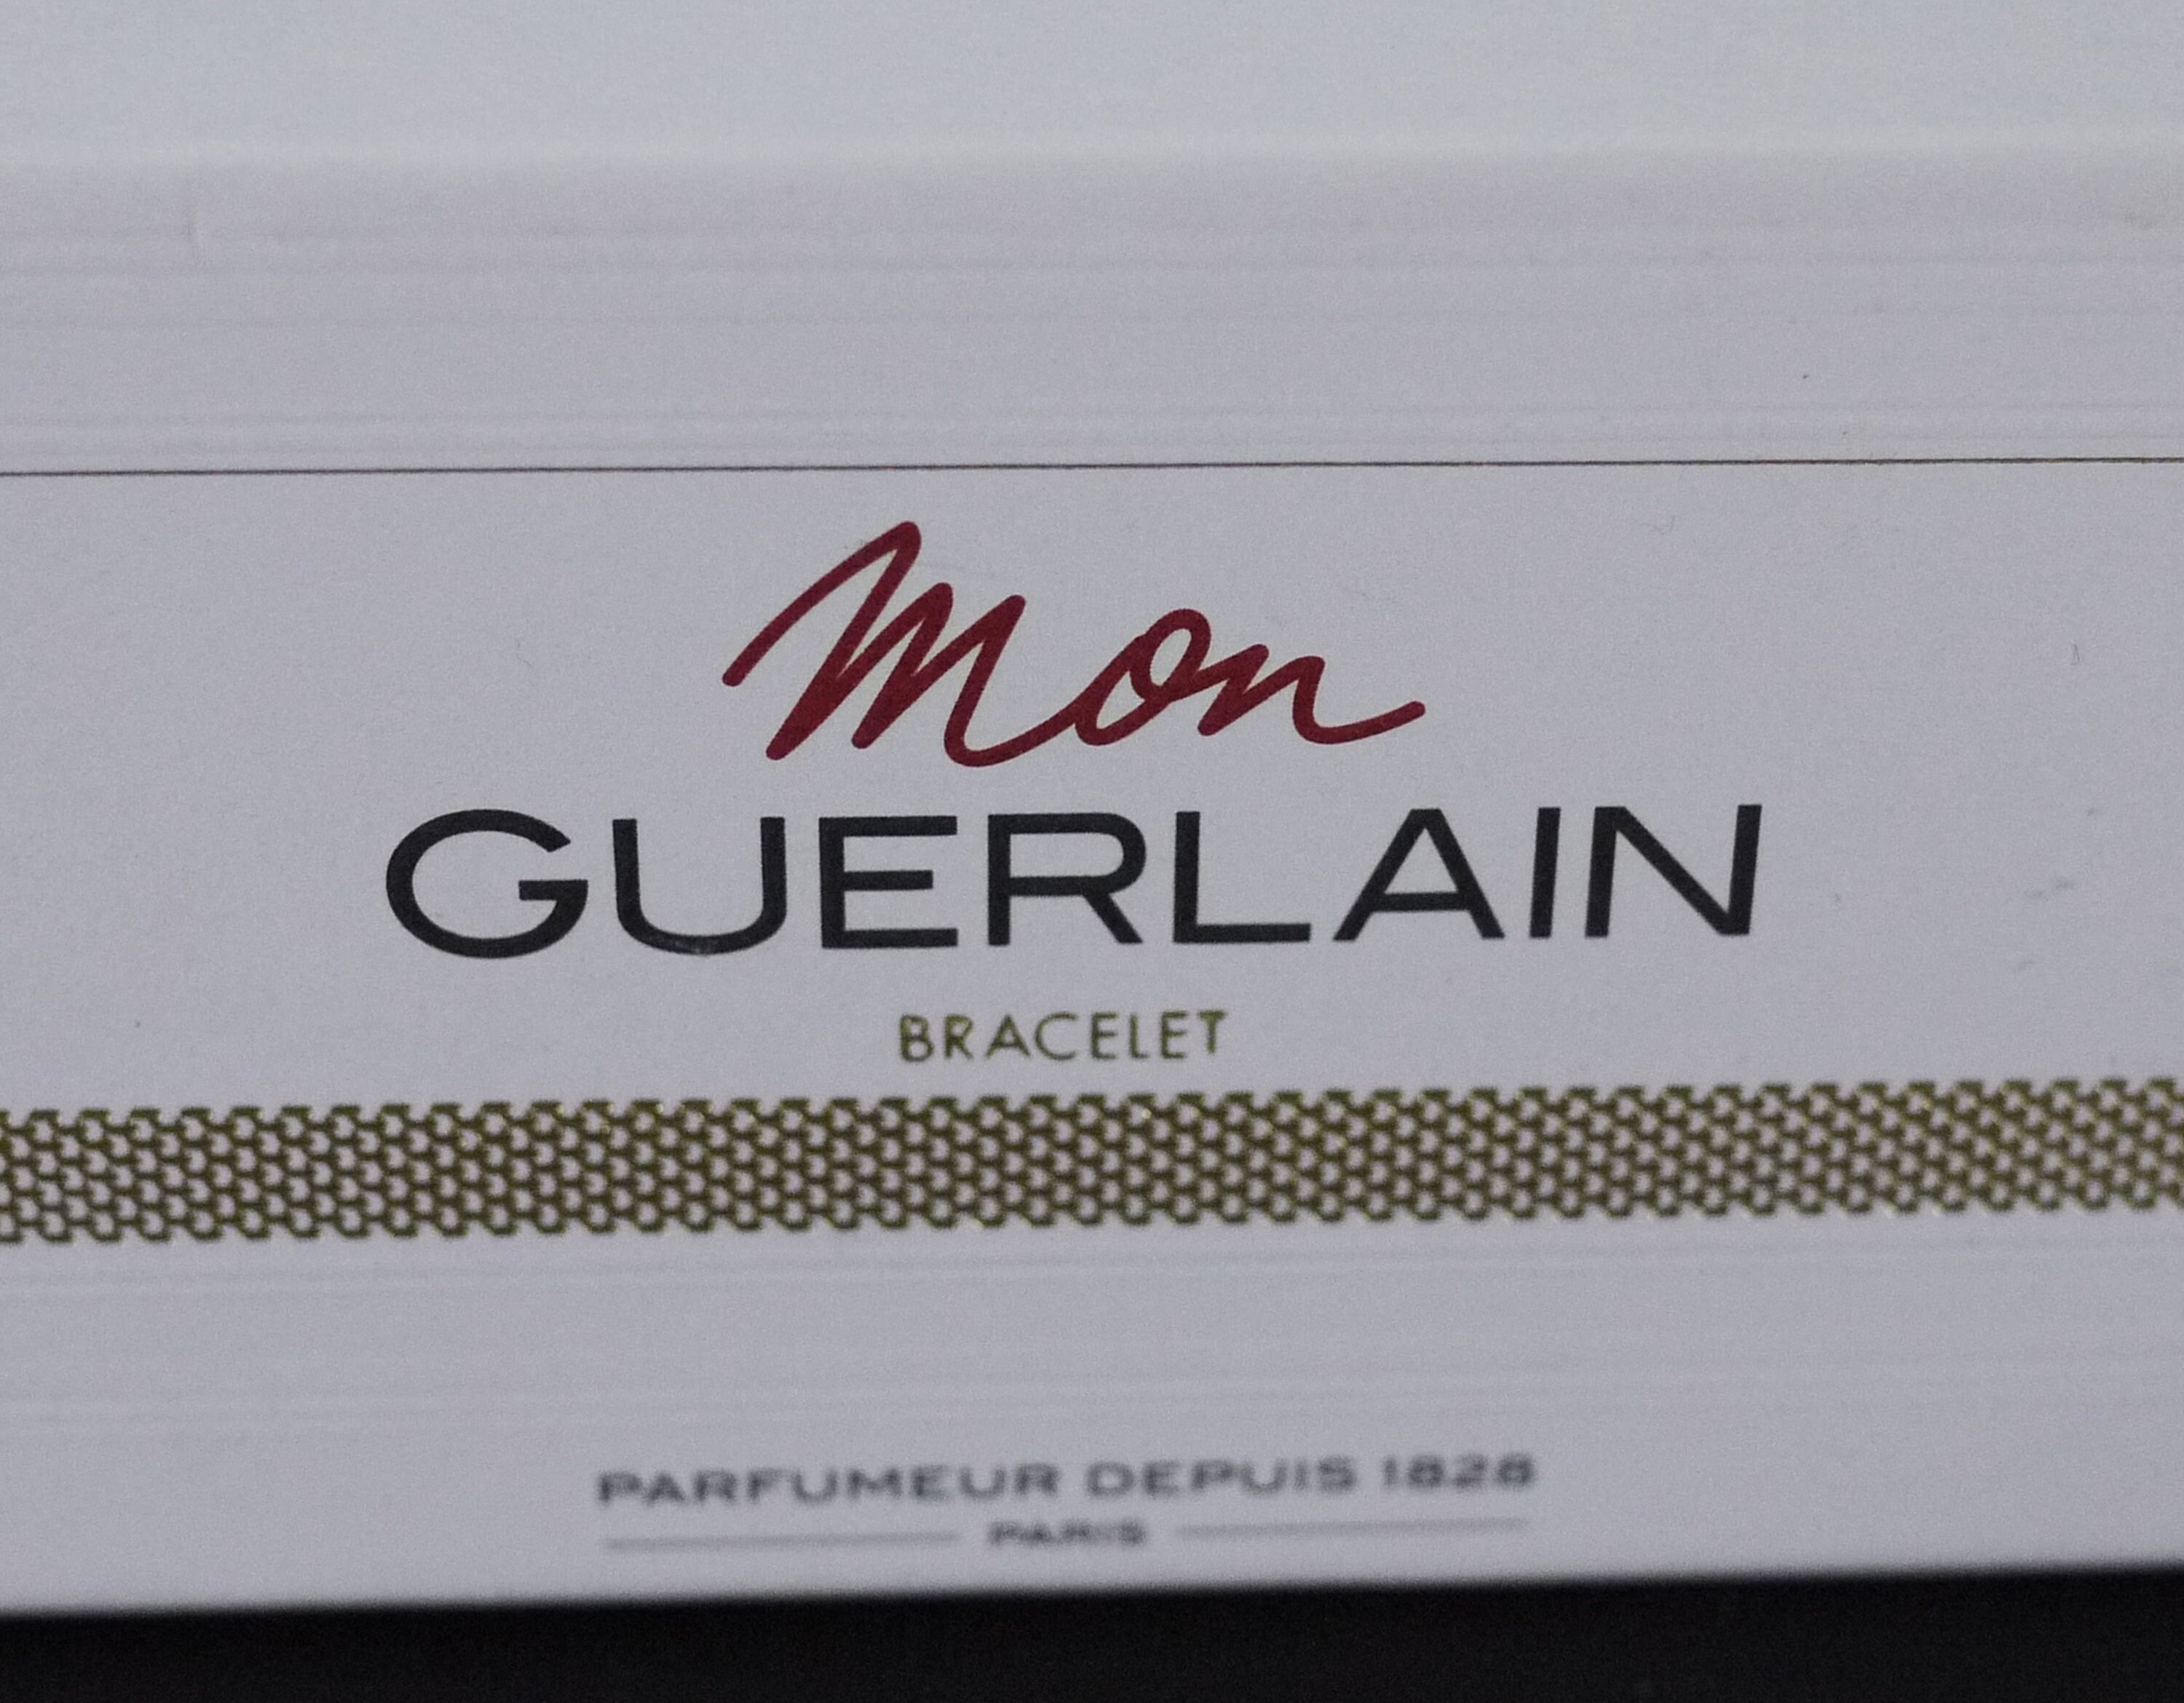 Mon
GUERLAIN
BRACELET
PARFUMEUR DEPUIS 1828
PARIS